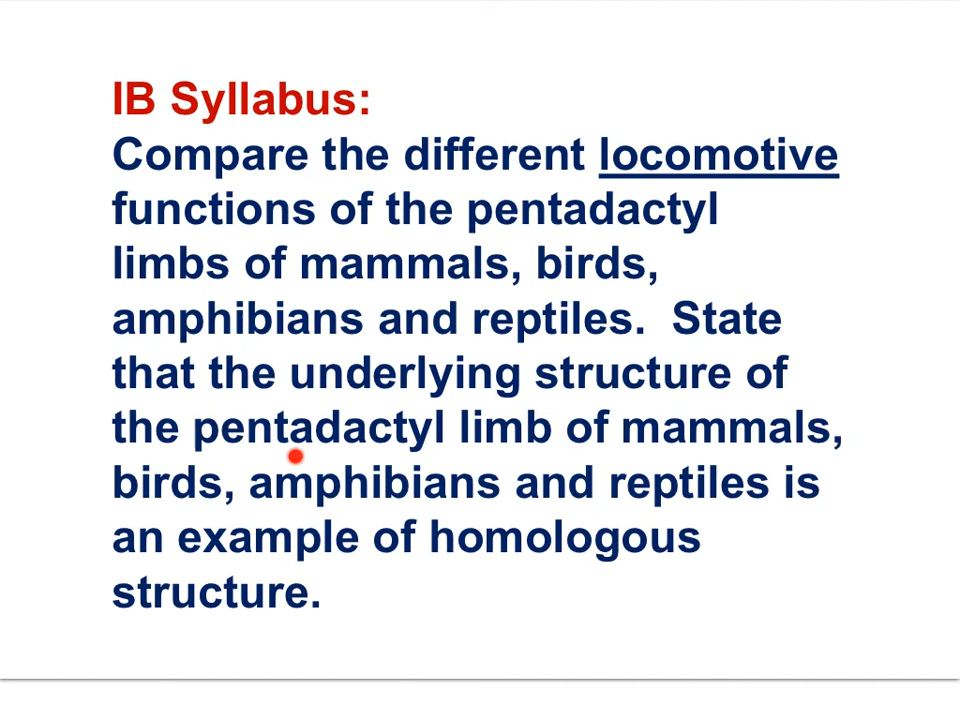 IB Syllabus:
Compare the different locomotive
functions of the pentadactyl
limbs of mammals, birds,
amphibians and reptiles.  State
that the underlying structure of
the pentadactyl limb of mammals,
birds, amphibians and reptiles is
an example of homologous
structure.